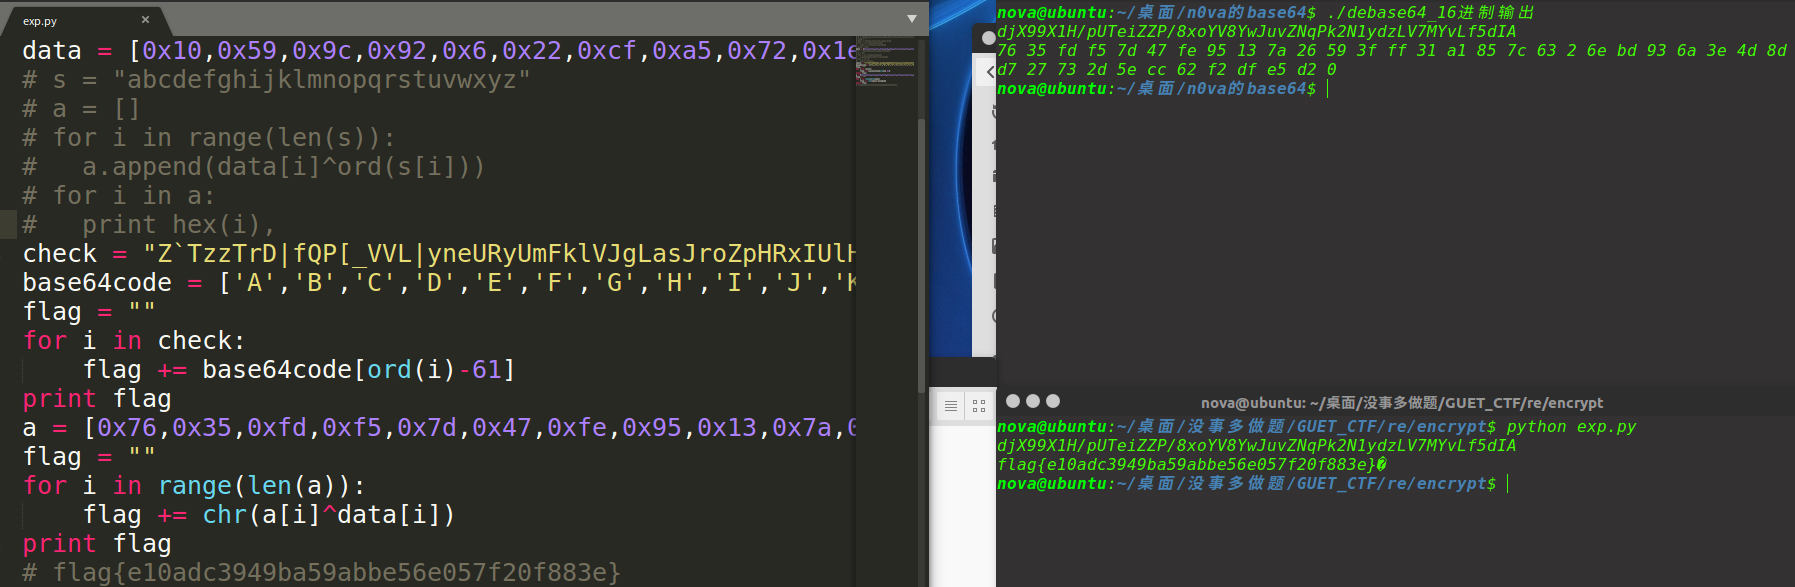 exp.py
data = [0x10,0x59,0x9c,0x92,0x6,0x22,0xcf,0xa5,0x72,0x1e
# s = "abcdefghijklmnopqrstuvwxyz"
# a = []
# for i in range(len(s)):
#   a.append(data[i]^ord(s[i]))
# for i in a:
#   print hex(i),
check = "Z`TzzTrD|fQP[_VVL|yneURyUmFklVJgLasJroZpHRxIUlH
base64code = ['A','B','C','D','E','F','G','H','I','J','K
flag = ""
for i in check:
    flag += base64code[ord(i)-61]
print flag
a = [0x76,0x35,0xfd,0xf5,0x7d,0x47,0xfe,0x95,0x13,0x7a,0
flag = ""
for i in range(len(a)):
    flag += chr(a[i]^data[i])
print flag
# flag{e10adc3949ba59abbe56e057f20f883e}
nova@ubuntu:~/桌面/n0va的base64$ ./debase64_16进制输出
djX99X1H/pUTeiZZP/8xoYV8YwJuvZNqPk2N1ydzLV7MYvLf5dIA
76 35 fd f5 7d 47 fe 95 13 7a 26 59 3f ff 31 a1 85 7c 63 2 6e bd 93 6a 3e 4d 8d
d7 27 73 2d 5e cc 62 f2 df e5 d2 0
nova@ubuntu:~/桌面/n0va的base64$
nova@ubuntu: ~/桌面/没事多做题/GUET_CTF/re/encrypt
nova@ubuntu:~/桌面/没事多做题/GUET_CTF/re/encrypt$ python exp.py
djX99X1H/pUTeiZZP/8xoYV8YwJuvZNqPk2N1ydzLV7MYvLf5dIA
flag{e10adc3949ba59abbe56e057f20f883e}�
nova@ubuntu:~/桌面/没事多做题/GUET_CTF/re/encrypt$